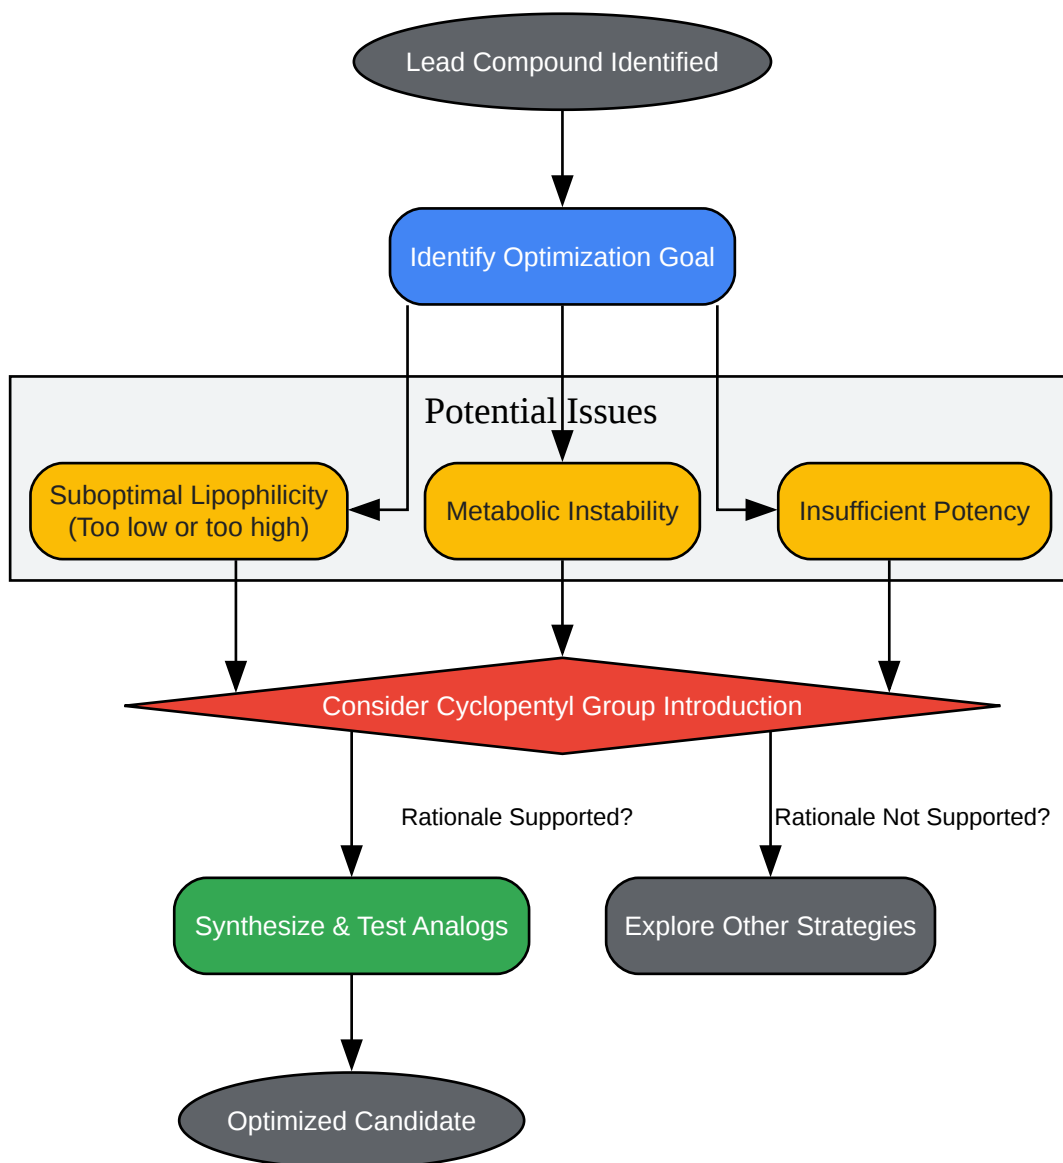 Lead Compound Identified
Identify Optimization Goal
Potential Issues
Suboptimal Lipophilicity
(Too low or too high)
Metabolic Instability
Insufficient Potency
Consider Cyclopentyl Group Introduction
Rationale Supported?
Rationale Not Supported?
Synthesize & Test Analogs
Explore Other Strategies
Optimized Candidate